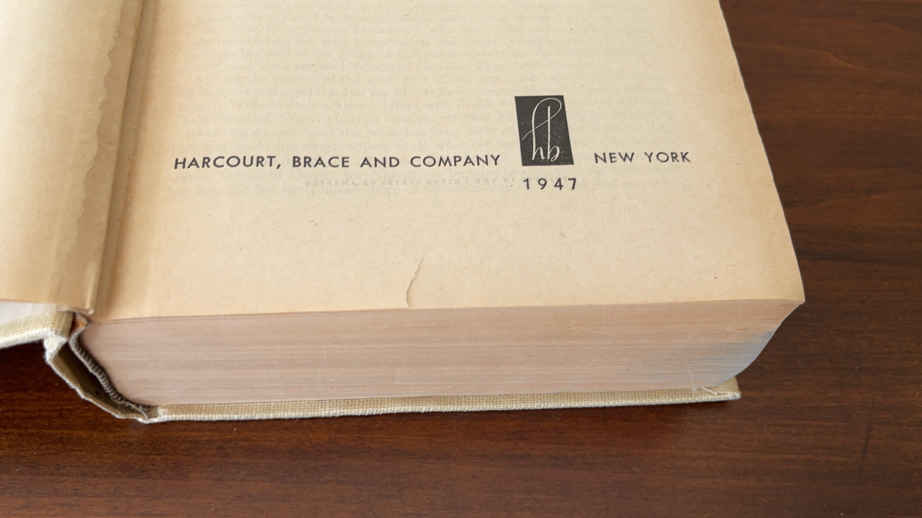 HARCOURT, BRACE AND COMPANY hb NEW YORK
1947